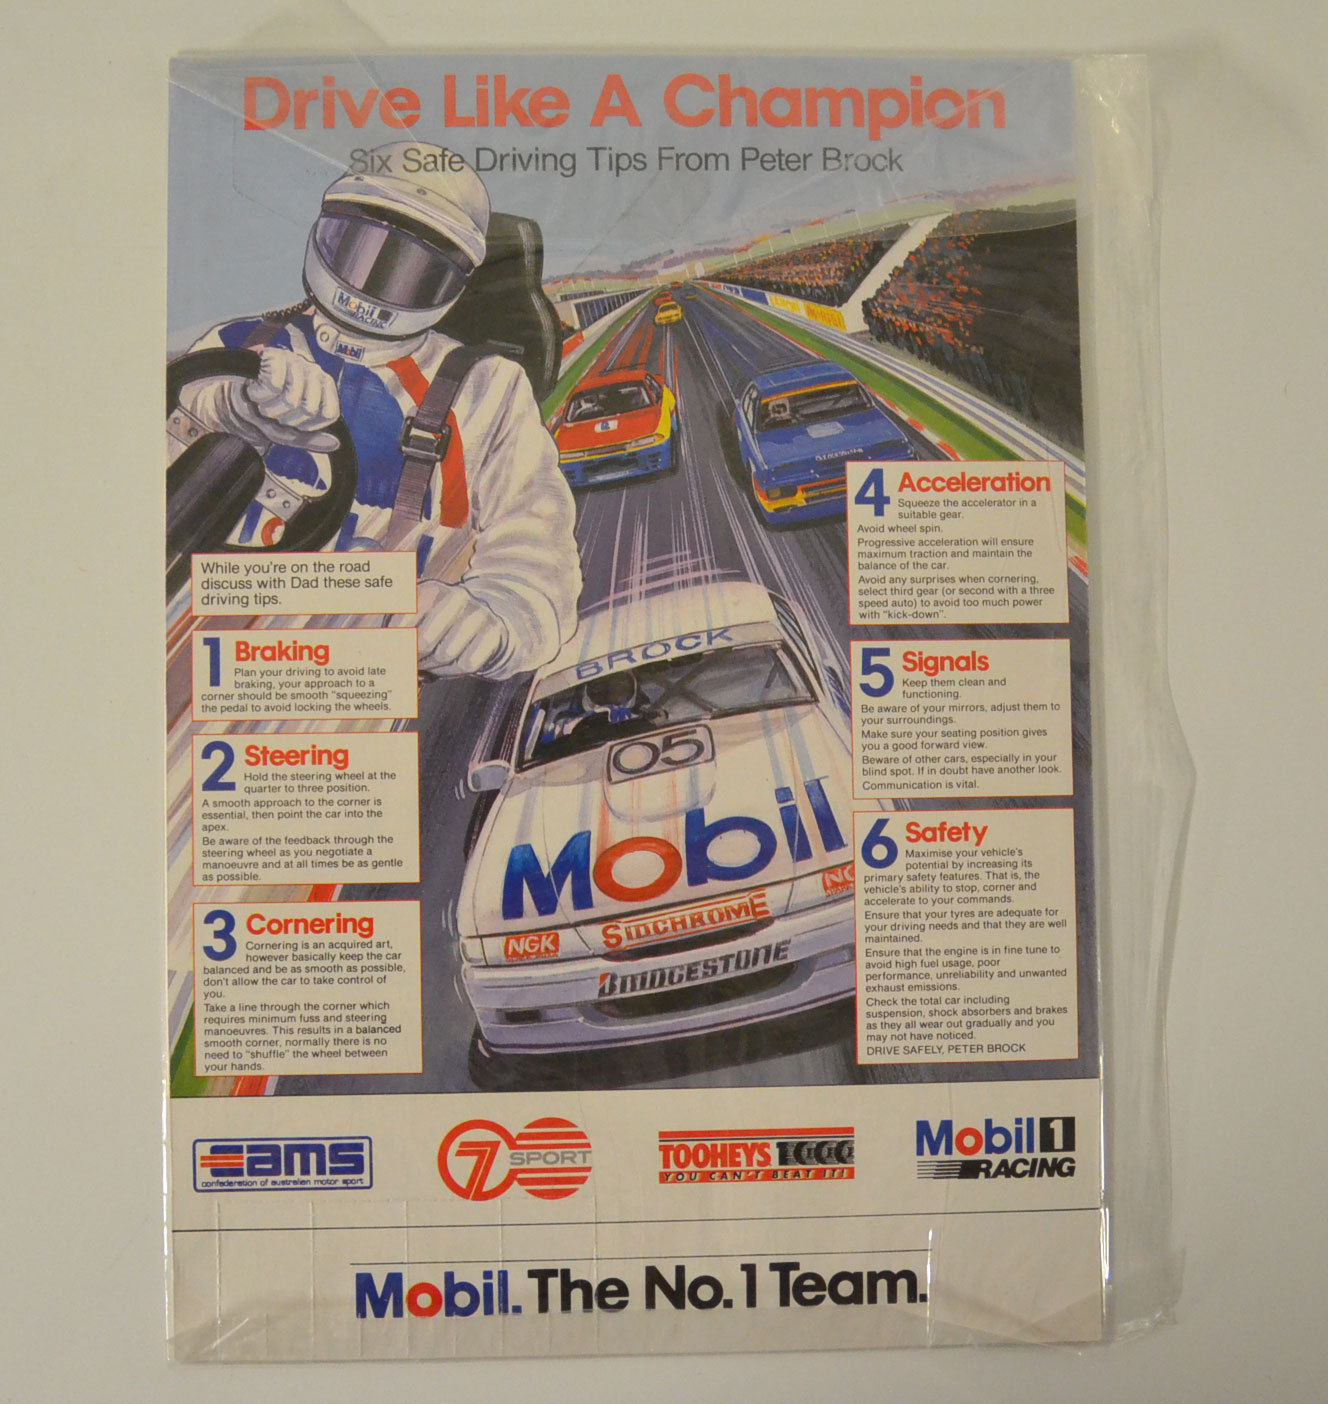 Drive Like A Champion
Six Safe Driving Tips From Peter Brock
Mobil
RACING
Mobil
While you're on the road
discuss with Dad these safe
driving tips.
1 Braking
Plan your driving to avoid late
braking, your approach to a
corner should be smooth "squeezing"
the pedal to avoid locking the wheels.
2 Steering
Hold the steering wheel at the
quarter to three position.
A smooth approach to the corner is
essential, then point the car into the
apex.
Be aware of the feedback through the
steering wheel as you negotiate a
manoeuvre and at all times be as gentle
as possible.
3 Cornering
Cornering is an acquired art,
however basically keep the car
balanced and be as smooth as possible,
don't allow the car to take control of
you.
Take a line through the corner which
requires minimum fuss and steering
manoeuvres. This results in a balanced
smooth corner, normally there is no
need to "shuffle" the wheel between
your hands.
BROCK
05
Mobil
NGK
SIDCHROME
BRIDGESTONE
4 Acceleration
Squeeze the accelerator in a
suitable gear.
Avoid wheel spin.
Progressive acceleration will ensure
maximum traction and maintain the
balance of the car.
Avoid any surprises when cornering,
select third gear (or second with a three
speed auto) to avoid too much power
with "kick-down".
5 Signals
Keep them clean and
functioning.
Be aware of your mirrors, adjust them to
your surroundings.
Make sure your seating position gives
you a good forward view.
Beware of other cars, especially in your
blind spot. If in doubt have another look.
Communication is vital.
6 Safety
Maximise your vehicle's
potential by increasing its
primary safety features. That is, the
vehicle's ability to stop, corner and
accelerate to your commands.
Ensure that your tyres are adequate for
your driving needs and that they are well
maintained.
Ensure that the engine is in fine tune to
avoid high fuel usage, poor
performance, unreliability and unwanted
exhaust emissions.
Check the total car including
suspension, shock absorbers and brakes
as they all wear out gradually and you
may not have noticed.
DRIVE SAFELY, PETER BROCK
cams
confederation of australian motor sport
7 SPORT
TOOHEYS 1000
YOU CAN'T BEAT IT!
Mobil 1
RACING
Mobil. The No.1 Team.